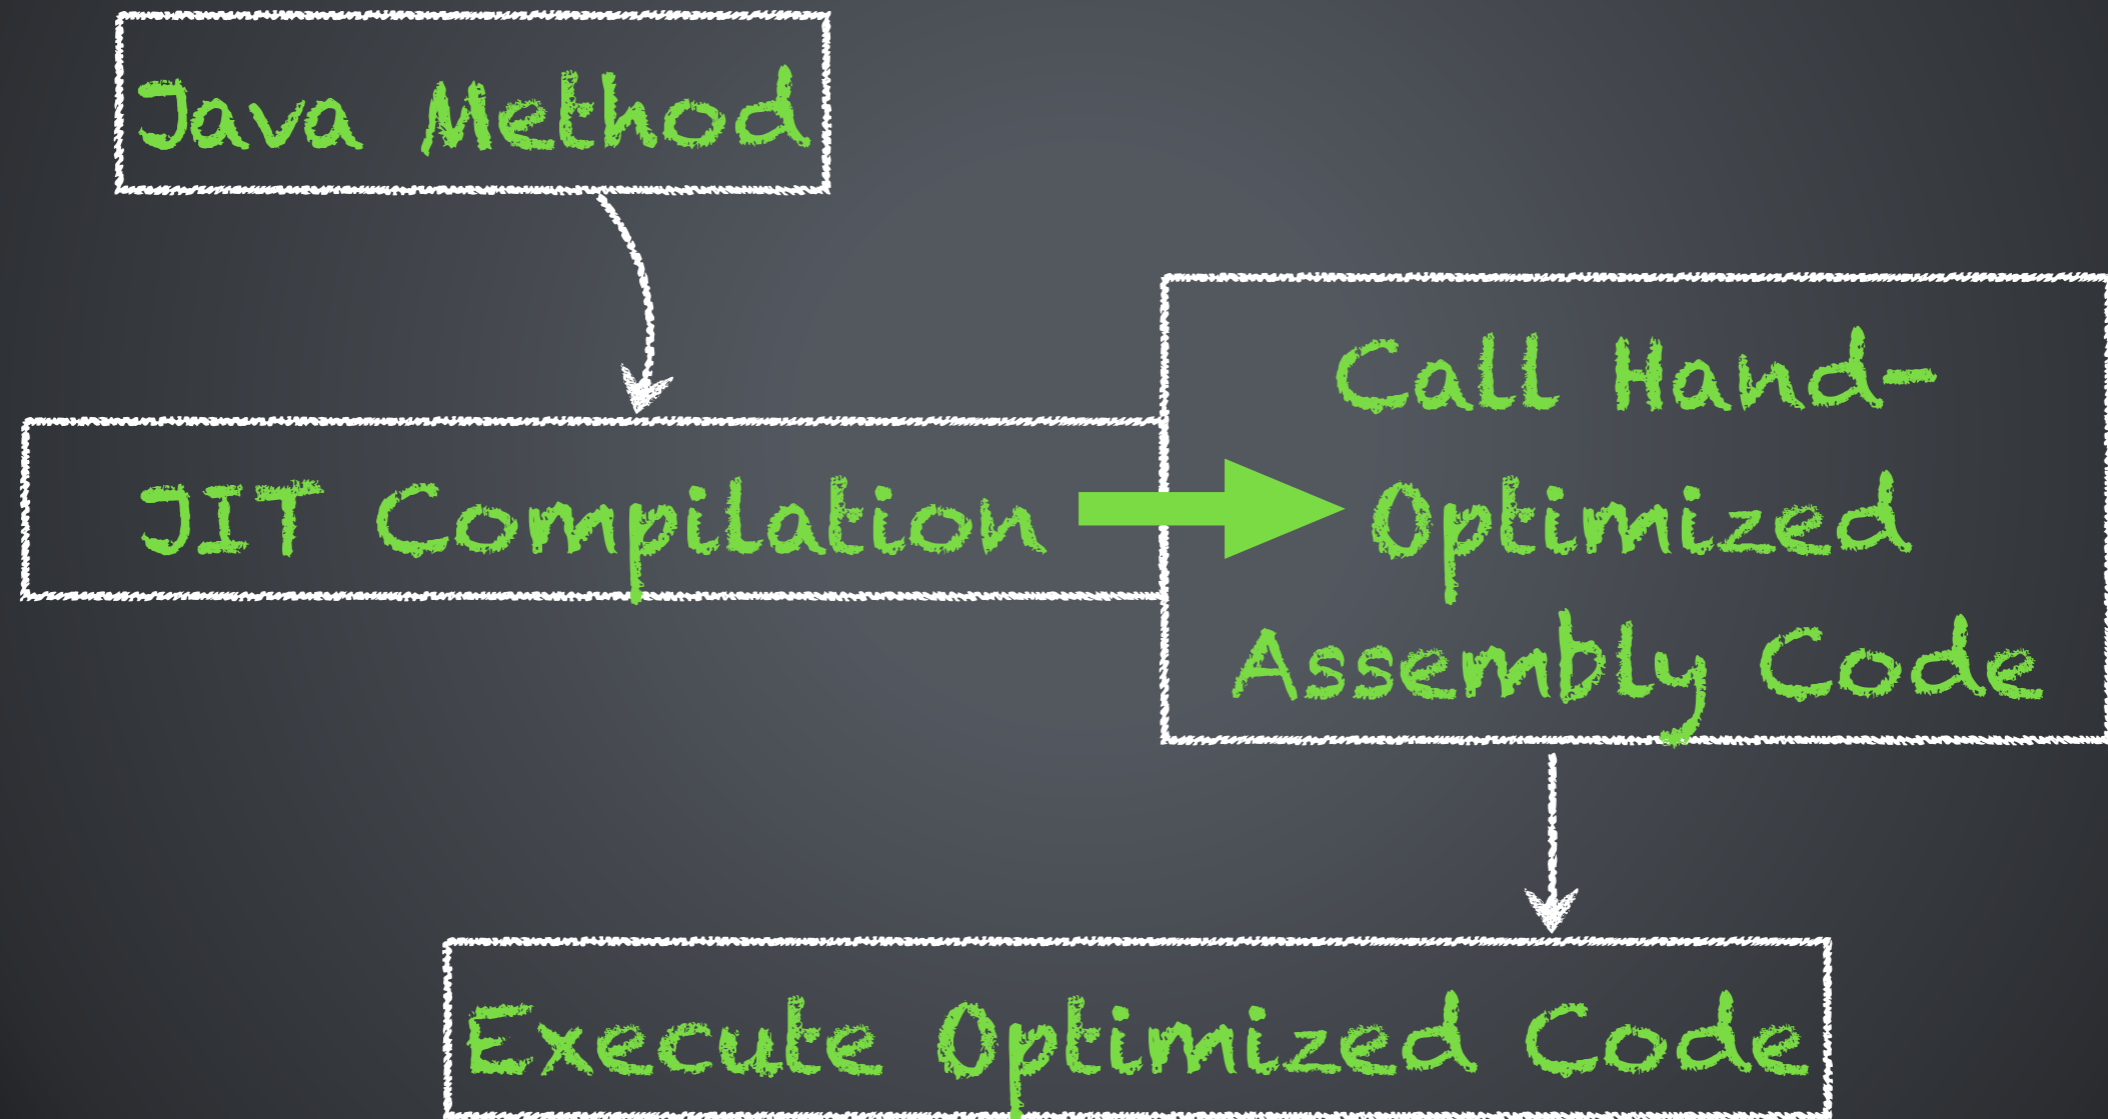 Java Method
JIT Compilation
Call Hand-
Optimized
Assembly Code
Execute Optimized Code